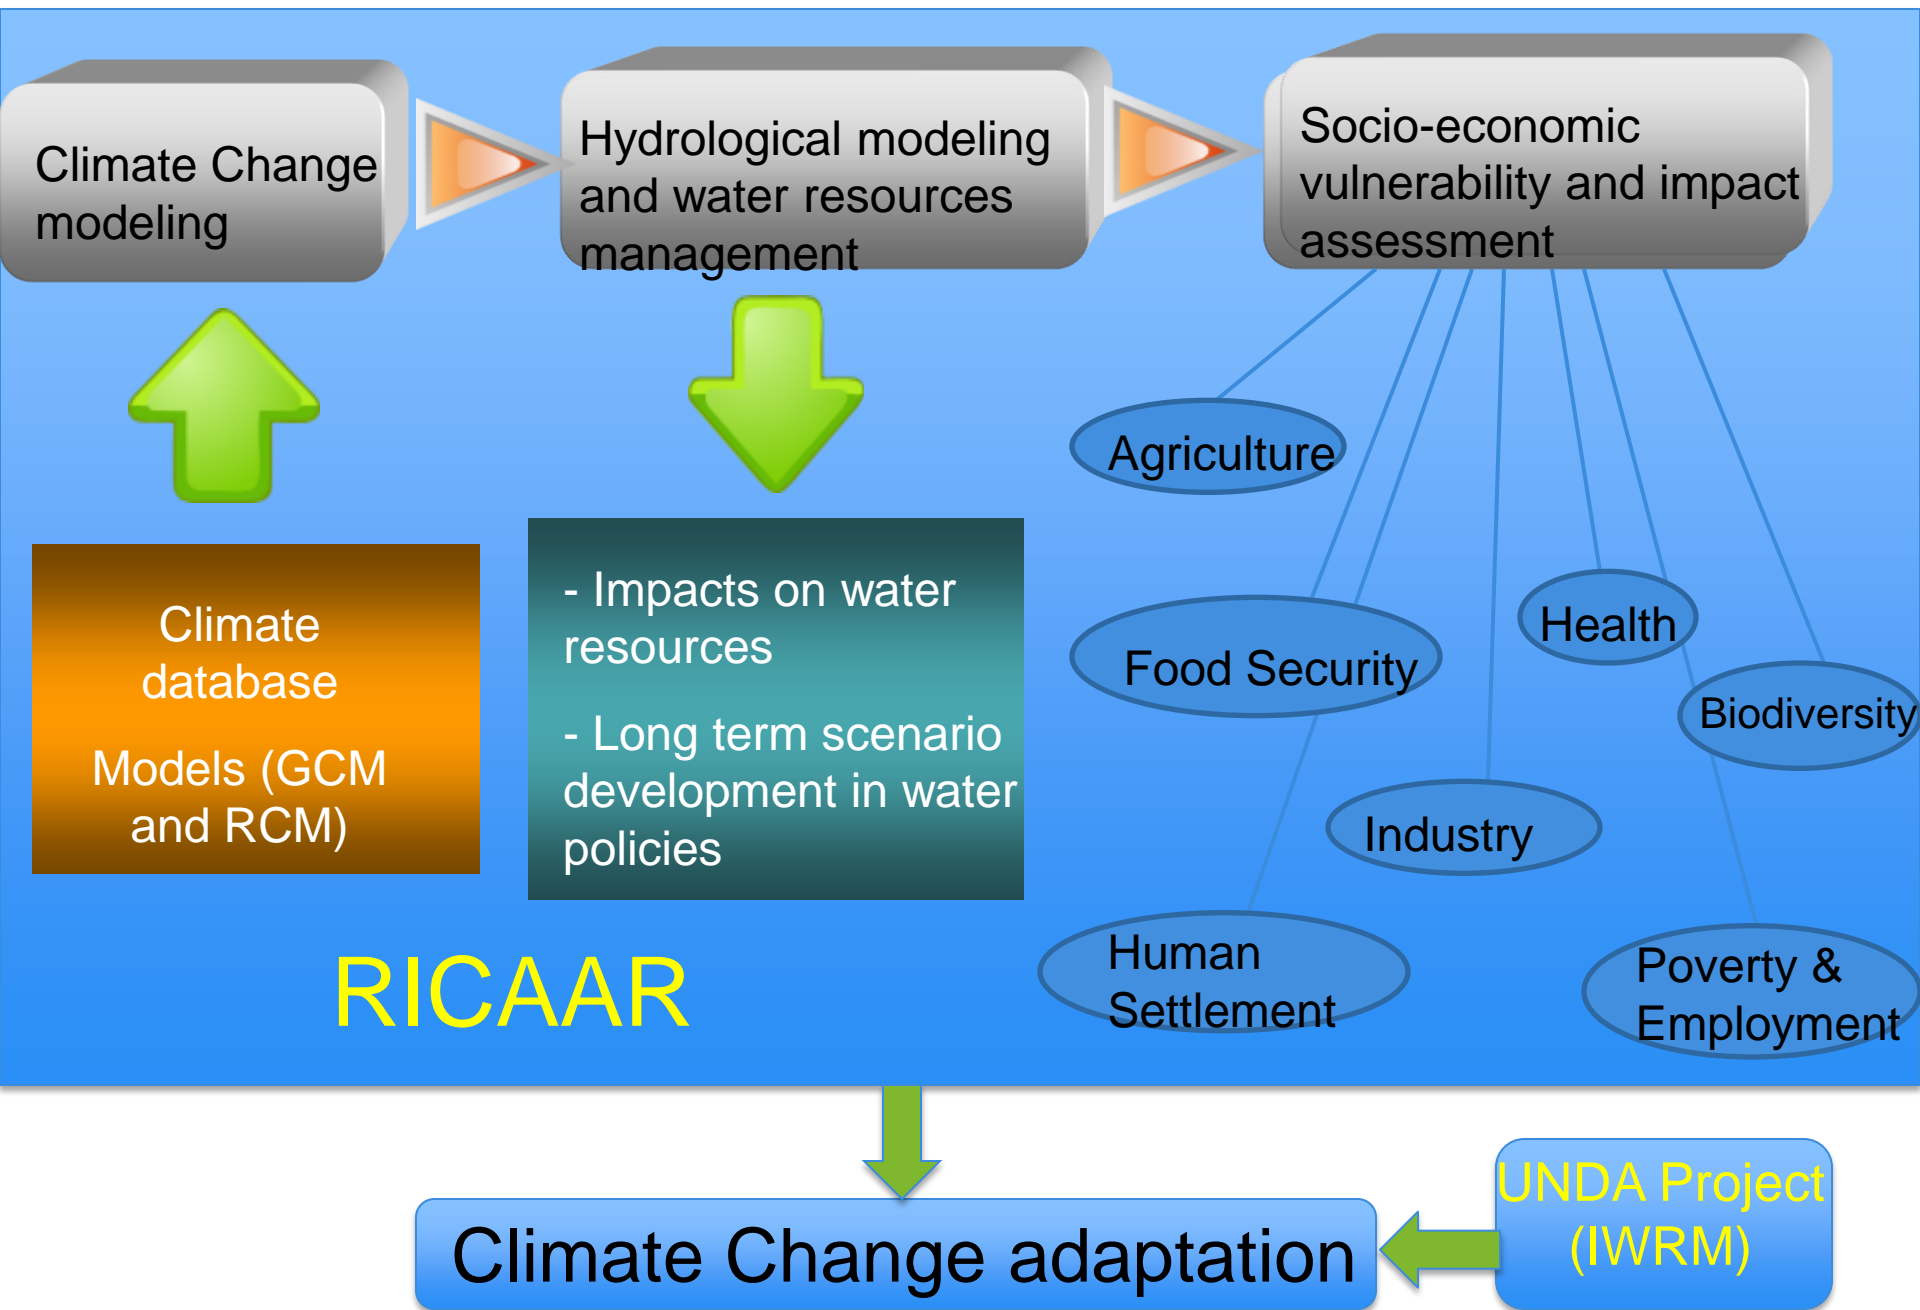 Climate Change
modeling
Hydrological modeling
and water resources
management
Socio-economic
vulnerability and impact
assessment
Climate
database
Models (GCM
and RCM)
- Impacts on water
resources
- Long term scenario
development in water
policies
Agriculture
Food Security
Health
Biodiversity
Industry
Human
Settlement
Poverty &
Employment
RICAAR
Climate Change adaptation
UNDA Project
(IWRM)